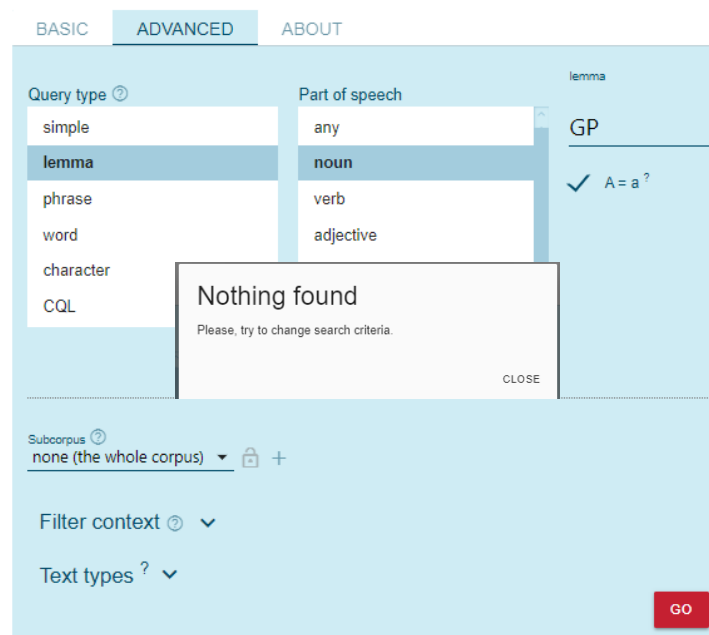 BASIC ADVANCED ABOUT
Query type ?
simple
lemma
phrase
word
character
CQL
Part of speech
any
noun
verb
adjective
lemma
GP
A = a ?
Nothing found
Please, try to change search criteria.
CLOSE
Subcorpus ?
none (the whole corpus) +
Filter context ?
Text types ?
GO